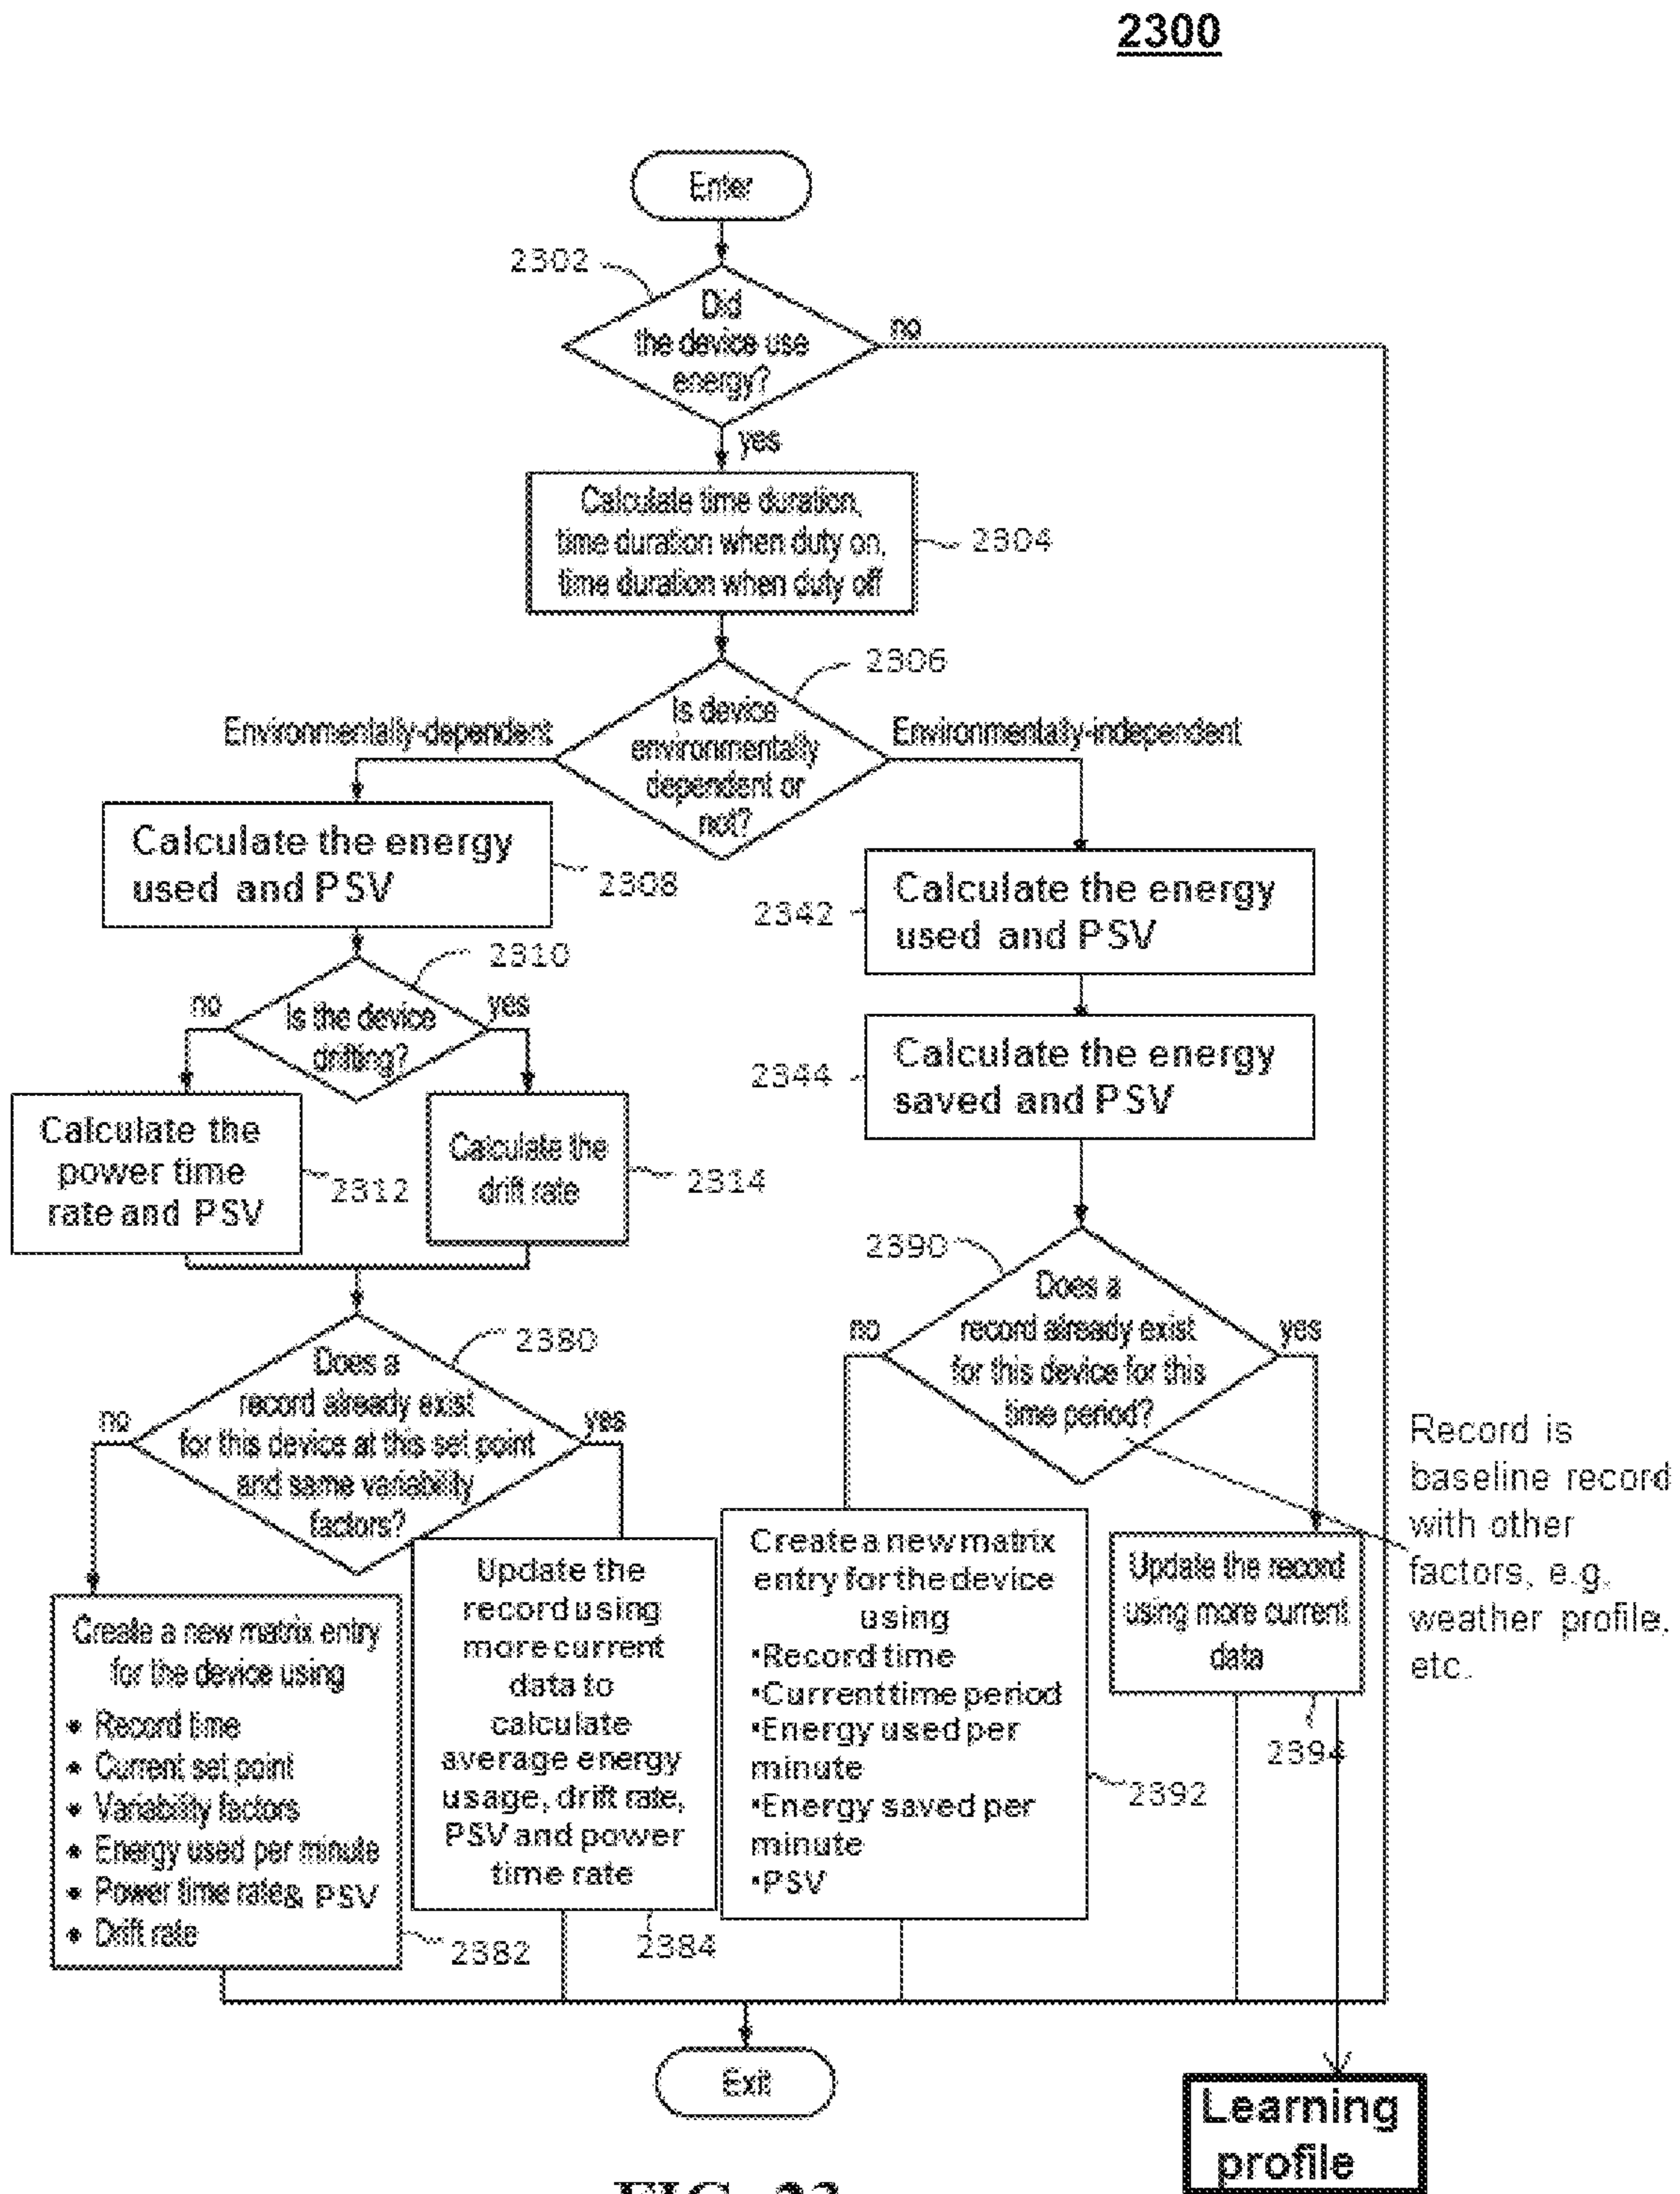 2300
Enter
2302
Did
the device use
energy?
no
yes
Calculate time duration,
time duration when duty on,
time duration when duty off
2304
2306
Is device
environmentally
dependent or
not?
Environmentally-dependent
Environmentally-independent
Calculate the energy
used and PSV
2308
2342
Calculate the energy
used and PSV
2310
no
yes
Is the device
drifting?
2344
Calculate the energy
saved and PSV
Calculate the
power time
rate and PSV
2312
Calculate the
drift rate
2314
2390
Does a
record already exist
for this device for this
time period?
no
yes
2380
Does a
record already exist
for this device at this set point
and same variability
factors?
no
yes
Record is
baseline record
with other
factors, e.g.
weather profile,
etc.
Create a new matrix entry
for the device using
• Record time
• Current set point
• Variability factors
• Energy used per minute
• Power time rate& PSV
• Drift rate
2382
Update the
record using
more current
data to
calculate
average energy
usage, drift rate,
PSV and power
time rate
2384
Create a new matrix
entry for the device
using
•Record time
•Current time period
•Energy used per
minute
•Energy saved per
minute
•PSV
2392
Update the record
using more current
data
2394
Exit
Learning
profile
FIG. 23